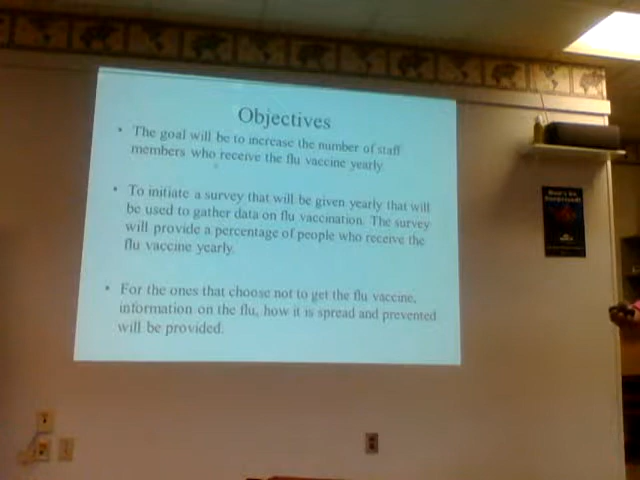 Objectives
• The goal will be to increase the number of staff
members who receive the flu vaccine yearly.
• To initiate a survey that will be given yearly that will
be used to gather data on flu vaccination. The survey
will provide a percentage of people who receive the
flu vaccine yearly.
• For the ones that choose not to get the flu vaccine,
information on the flu, how it is spread and prevented
will be provided.